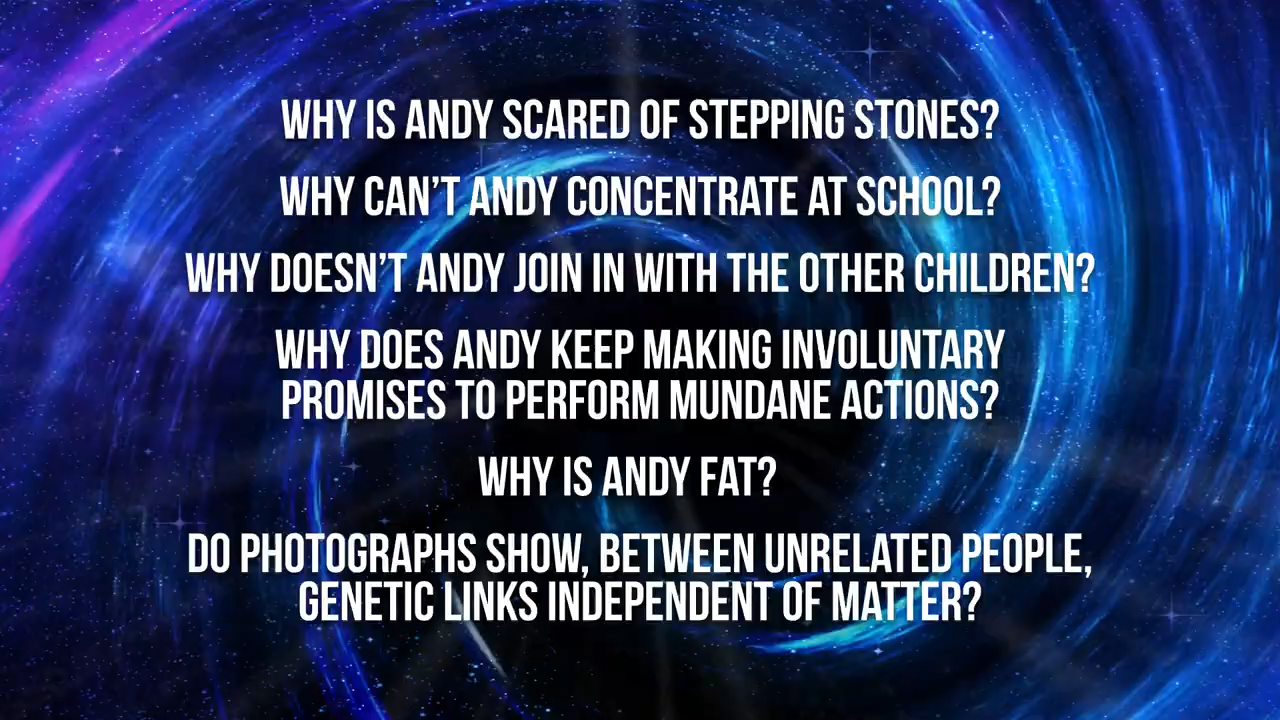 WHY IS ANDY SCARED OF STEPPING STONES?
WHY CAN’T ANDY CONCENTRATE AT SCHOOL?
WHY DOESN’T ANDY JOIN IN WITH THE OTHER CHILDREN?
WHY DOES ANDY KEEP MAKING INVOLUNTARY
PROMISES TO PERFORM MUNDANE ACTIONS?
WHY IS ANDY FAT?
DO PHOTOGRAPHS SHOW, BETWEEN UNRELATED PEOPLE,
GENETIC LINKS INDEPENDENT OF MATTER?